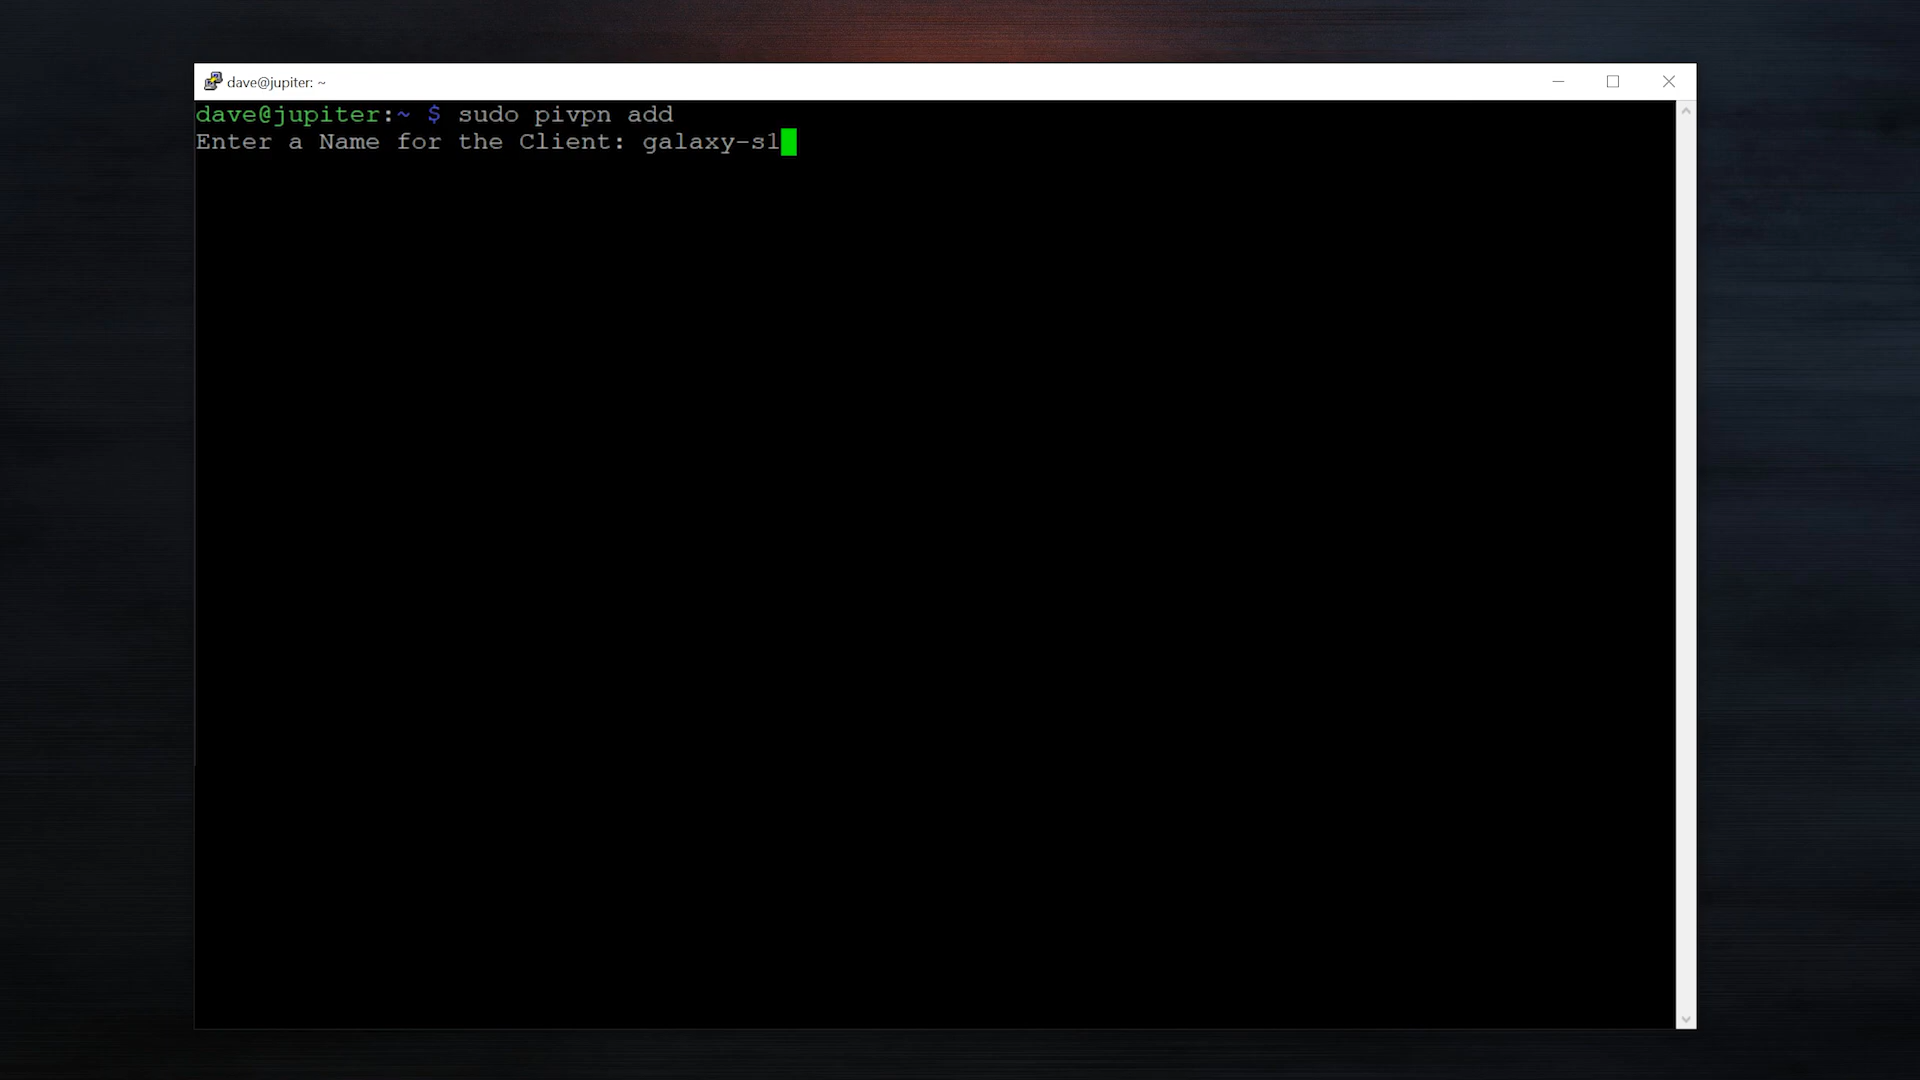 dave@jupiter: ~
dave@jupiter:~ $ sudo pivpn add
Enter a Name for the Client: galaxy-s1